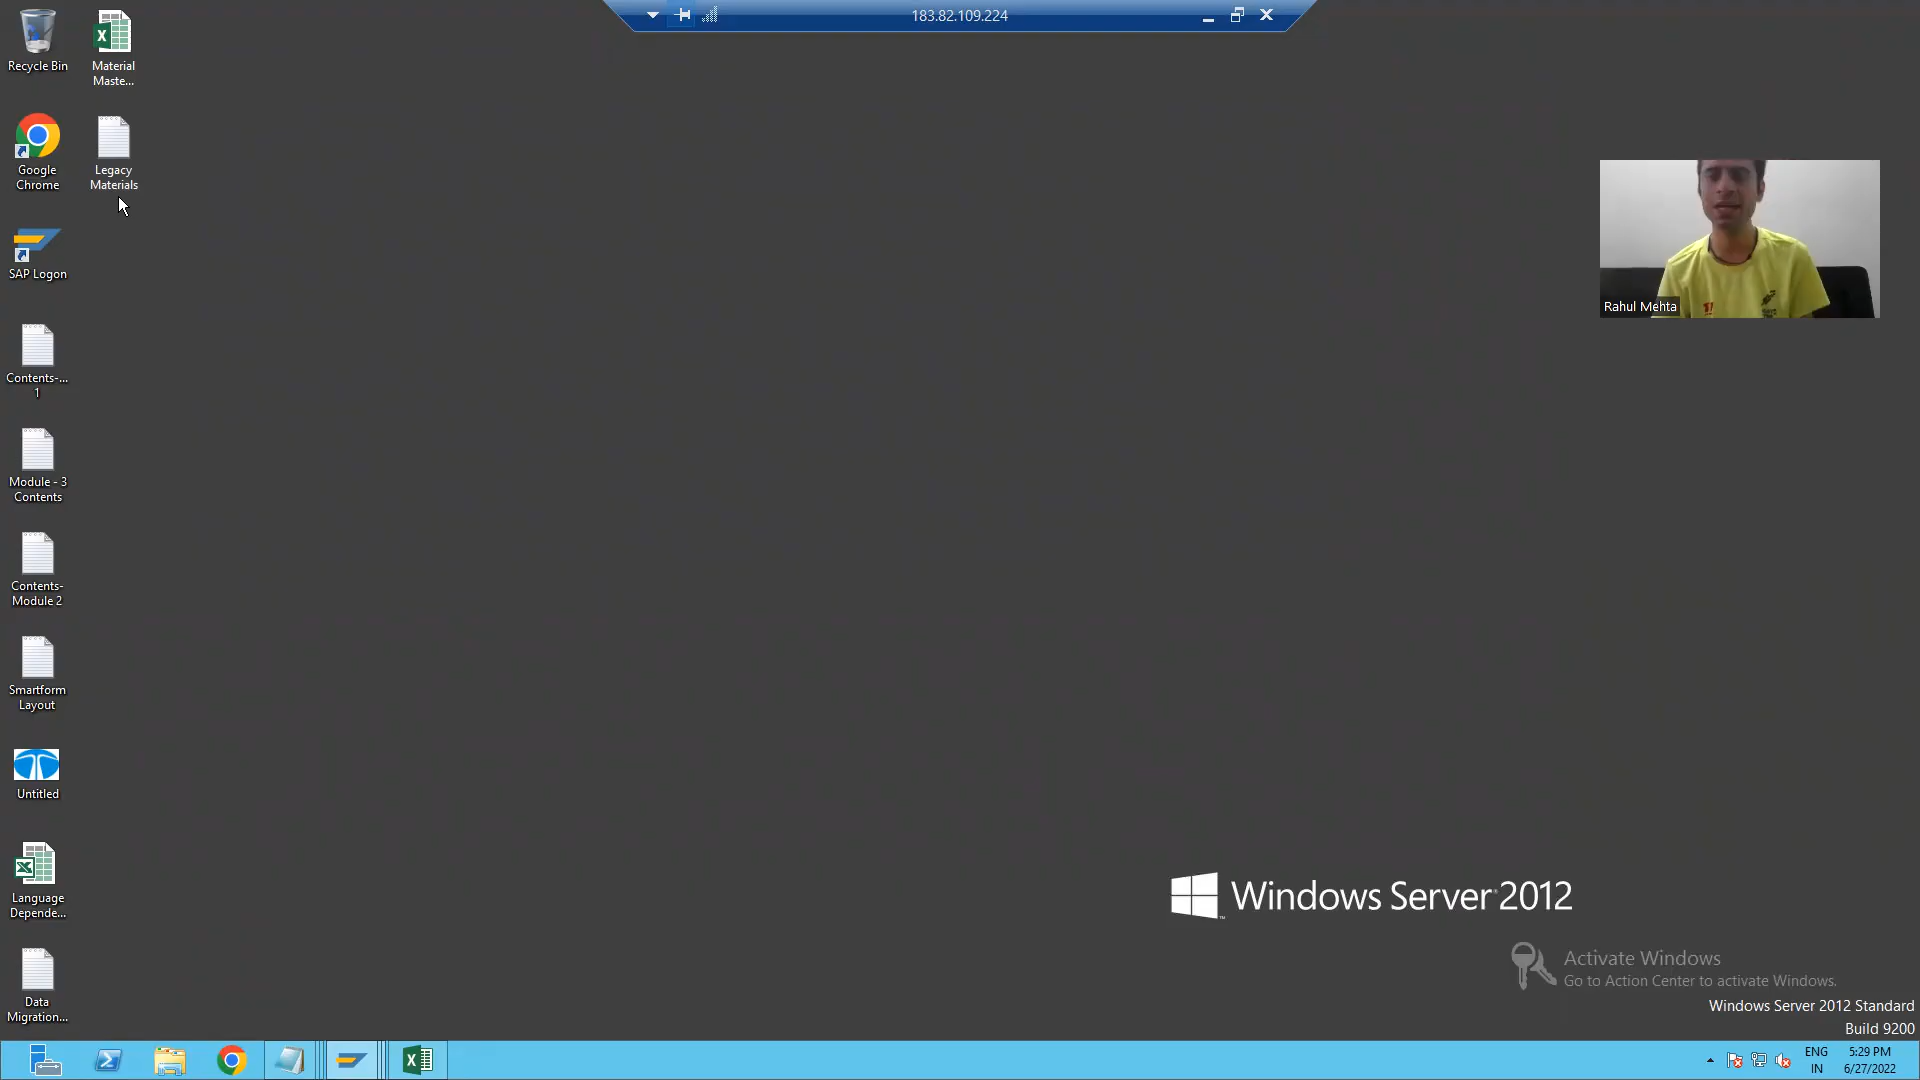 183.82.109.224
Recycle Bin
Material
Maste...
Google
Chrome
Legacy
Materials
SAP Logon
Contents-...
1
Module - 3
Contents
Contents-
Module 2
Smartform
Layout
Untitled
Language
Depende...
Data
Migration...
Rahul Mehta
Windows Server 2012
Activate Windows
Go to Action Center to activate Windows.
Windows Server 2012 Standard
Build 9200
ENG
IN
5:29 PM
6/27/2022